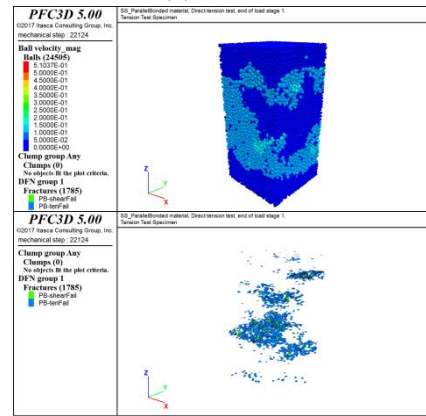 PFC3D 5.00
©2017 Itasca Consulting Group, Inc.
mechanical step : 22124
Ball velocity_mag
Balls (24505)
5.1037E-01
5.0000E-01
4.5000E-01
4.0000E-01
3.5000E-01
3.0000E-01
2.5000E-01
2.0000E-01
1.5000E-01
1.0000E-01
5.0000E-02
0.0000E+00
Clump group Any
Clumps (0)
No objects fit the plot criteria.
DFN group 1
Fractures (1785)
PB-shearFail
PB-tenFail
SS_ParallelBonded material, Direct-tension test, end of load stage 1.
Tension Test Specimen
Z
Y
X
PFC3D 5.00
©2017 Itasca Consulting Group, Inc.
mechanical step : 22124
Clump group Any
Clumps (0)
No objects fit the plot criteria.
DFN group 1
Fractures (1785)
PB-shearFail
PB-tenFail
SS_ParallelBonded material, Direct-tension test, end of load stage 1.
Tension Test Specimen
Z
Y
X